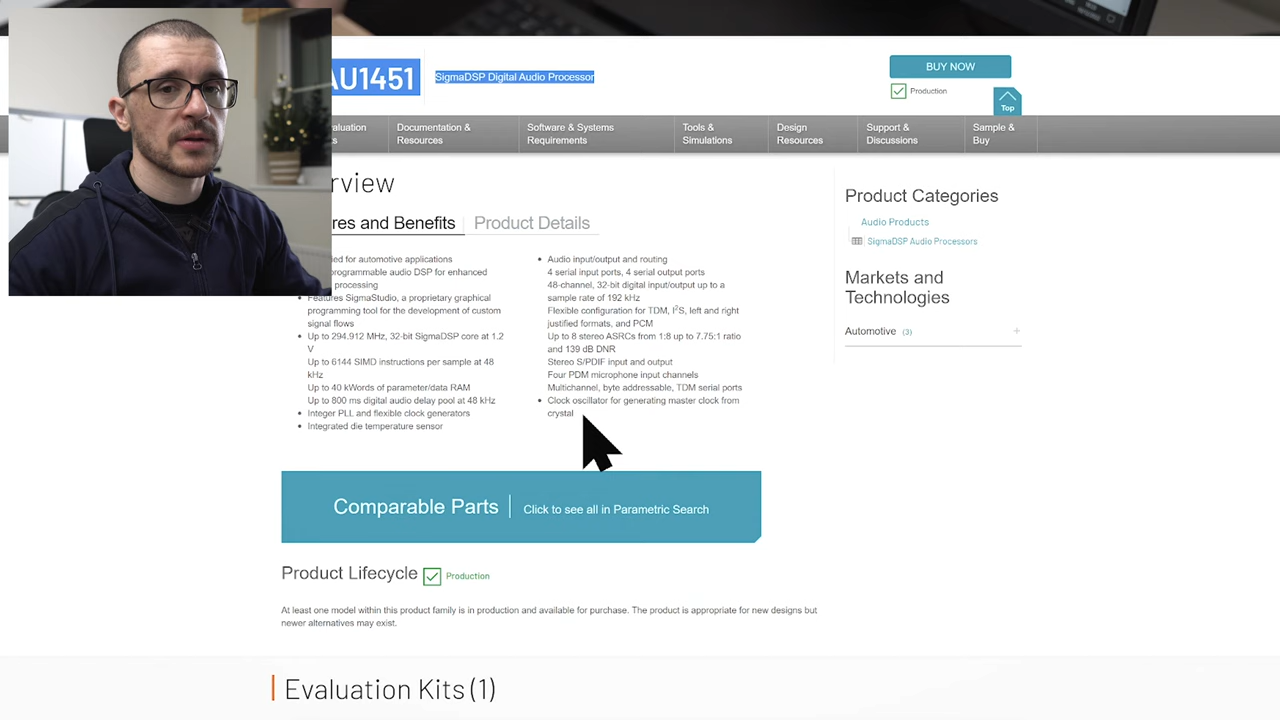 AU1451
SigmaDSP Digital Audio Processor
BUY NOW
Production
Top
Documentation &
Resources
Software & Systems
Requirements
Tools &
Simulations
Design
Resources
Support &
Discussions
Sample &
Buy
rview
res and Benefits
Product Details
ied for automotive applications
programmable audio DSP for enhanced
processing
Features SigmaStudio, a proprietary graphical
programming tool for the development of custom
signal flows
Up to 294.912 MHz, 32-bit SigmaDSP core at 1.2
V
Up to 6144 SIMD instructions per sample at 48
kHz
Up to 40 kWords of parameter/data RAM
Up to 800 ms digital audio delay pool at 48 kHz
Integer PLL and flexible clock generators
Integrated die temperature sensor
Audio input/output and routing
4 serial input ports, 4 serial output ports
48-channel, 32-bit digital input/output up to a
sample rate of 192 kHz
Flexible configuration for TDM, I²S, left and right
justified formats, and PCM
Up to 8 stereo ASRCs from 1:8 up to 7.75:1 ratio
and 139 dB DNR
Stereo S/PDIF input and output
Four PDM microphone input channels
Multichannel, byte addressable, TDM serial ports
Clock oscillator for generating master clock from
crystal
Product Categories
Audio Products
SigmaDSP Audio Processors
Markets and
Technologies
Automotive (3)
Comparable Parts
Click to see all in Parametric Search
Product Lifecycle
Production
At least one model within this product family is in production and available for purchase. The product is appropriate for new designs but
newer alternatives may exist.
Evaluation Kits (1)